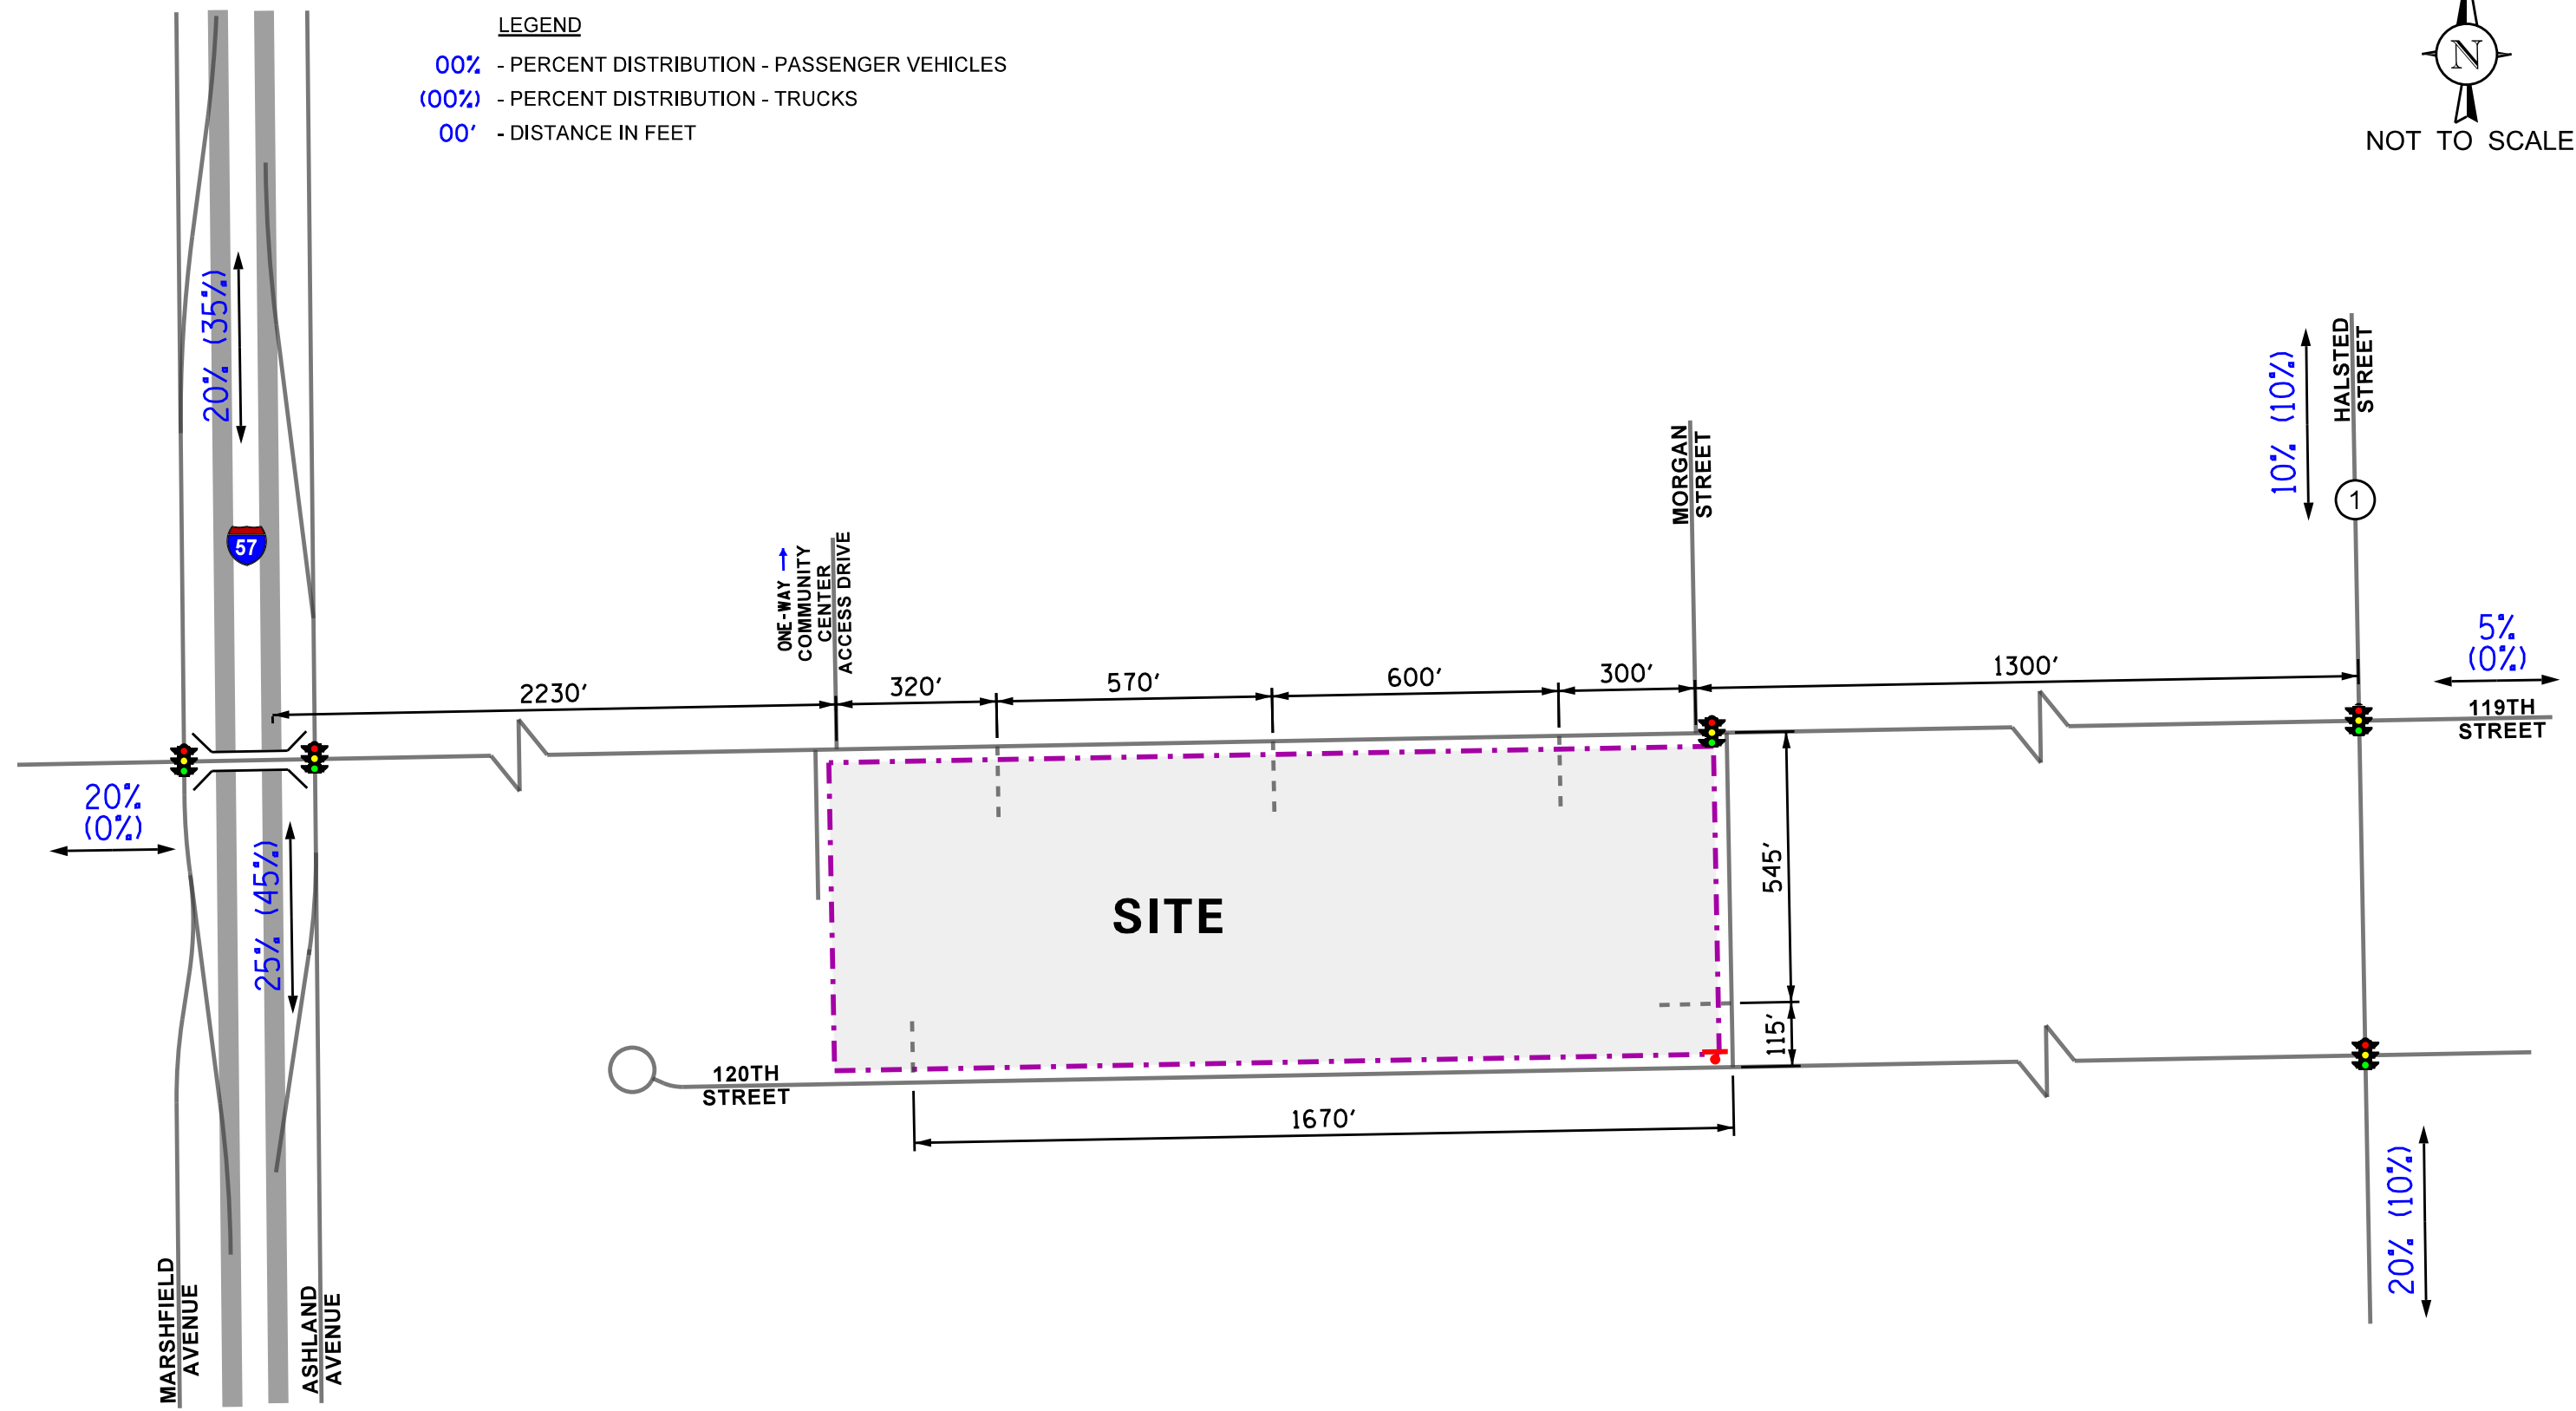 LEGEND
00% - PERCENT DISTRIBUTION - PASSENGER VEHICLES
(00%) - PERCENT DISTRIBUTION - TRUCKS
00' - DISTANCE IN FEET
N
NOT TO SCALE
20% (35%)
57
10% (10%)
HALSTED
STREET
1
MORGAN
STREET
ONE-WAY →
COMMUNITY
CENTER
ACCESS DRIVE
5%
(0%)
2230'
320'
570'
600'
300'
1300'
119TH
STREET
20%
(0%)
25% (45%)
SITE
545'
115'
120TH
STREET
1670'
20% (10%)
MARSHFIELD
AVENUE
ASHLAND
AVENUE